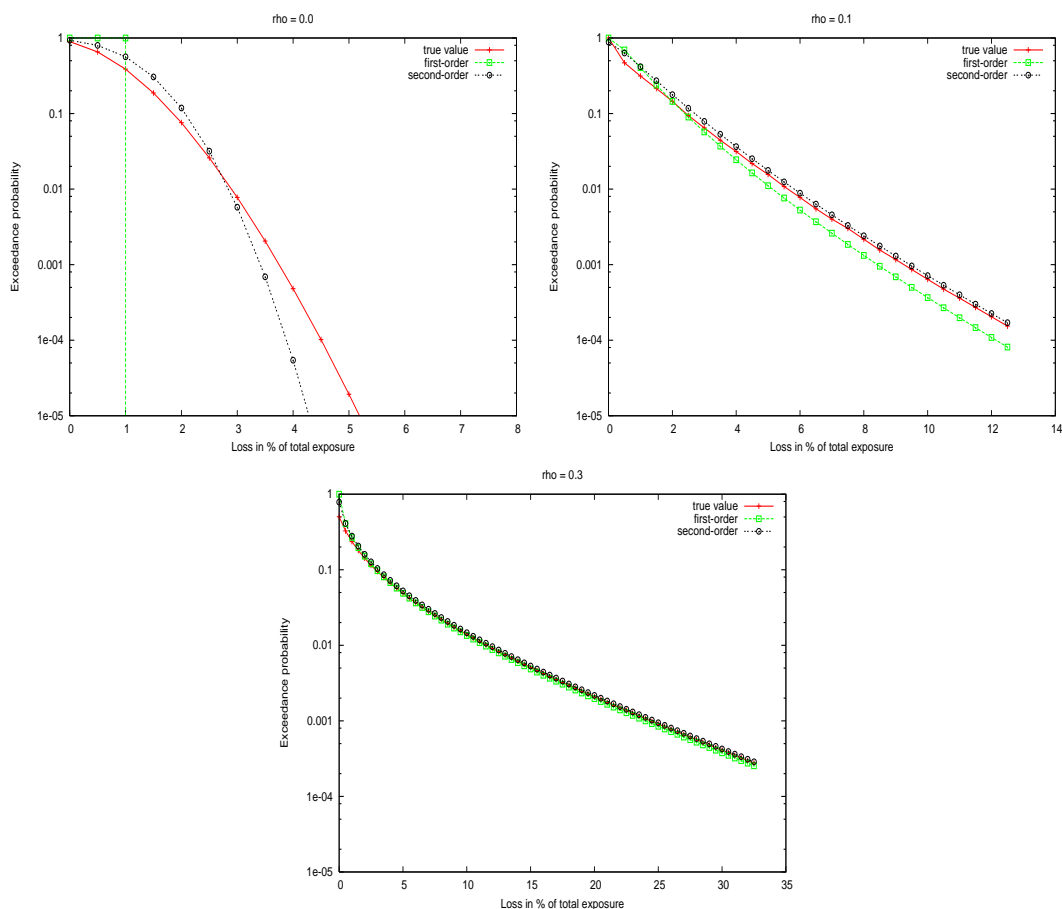 rho = 0.0
true value
first-order
second-order
Exceedance probability
1
0.1
0.01
0.001
1e-04
1e-05
0 1 2 3 4 5 6 7 8
Loss in % of total exposure
rho = 0.1
true value
first-order
second-order
Exceedance probability
1
0.1
0.01
0.001
1e-04
1e-05
0 2 4 6 8 10 12 14
Loss in % of total exposure
rho = 0.3
true value
first-order
second-order
Exceedance probability
1
0.1
0.01
0.001
1e-04
1e-05
0 5 10 15 20 25 30 35
Loss in % of total exposure